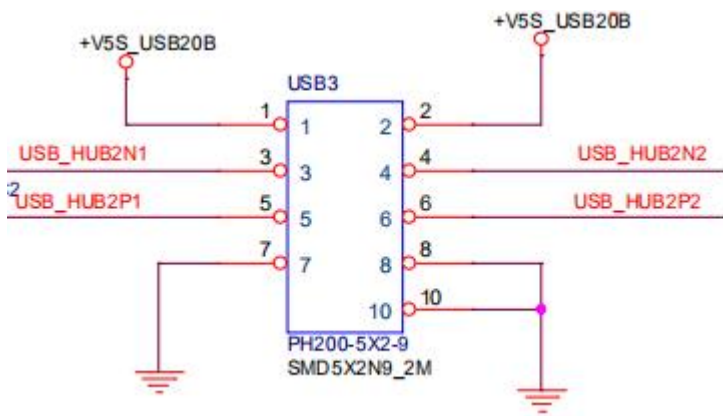 +V5S_USB20B
+V5S_USB20B
USB3
1 1 2 2
USB_HUB2N1 3 3 4 4 USB_HUB2N2
2
USB_HUB2P1 5 5 6 6 USB_HUB2P2
7 7 8 8
10 10
PH200-5X2-9
SMD5X2N9_2M